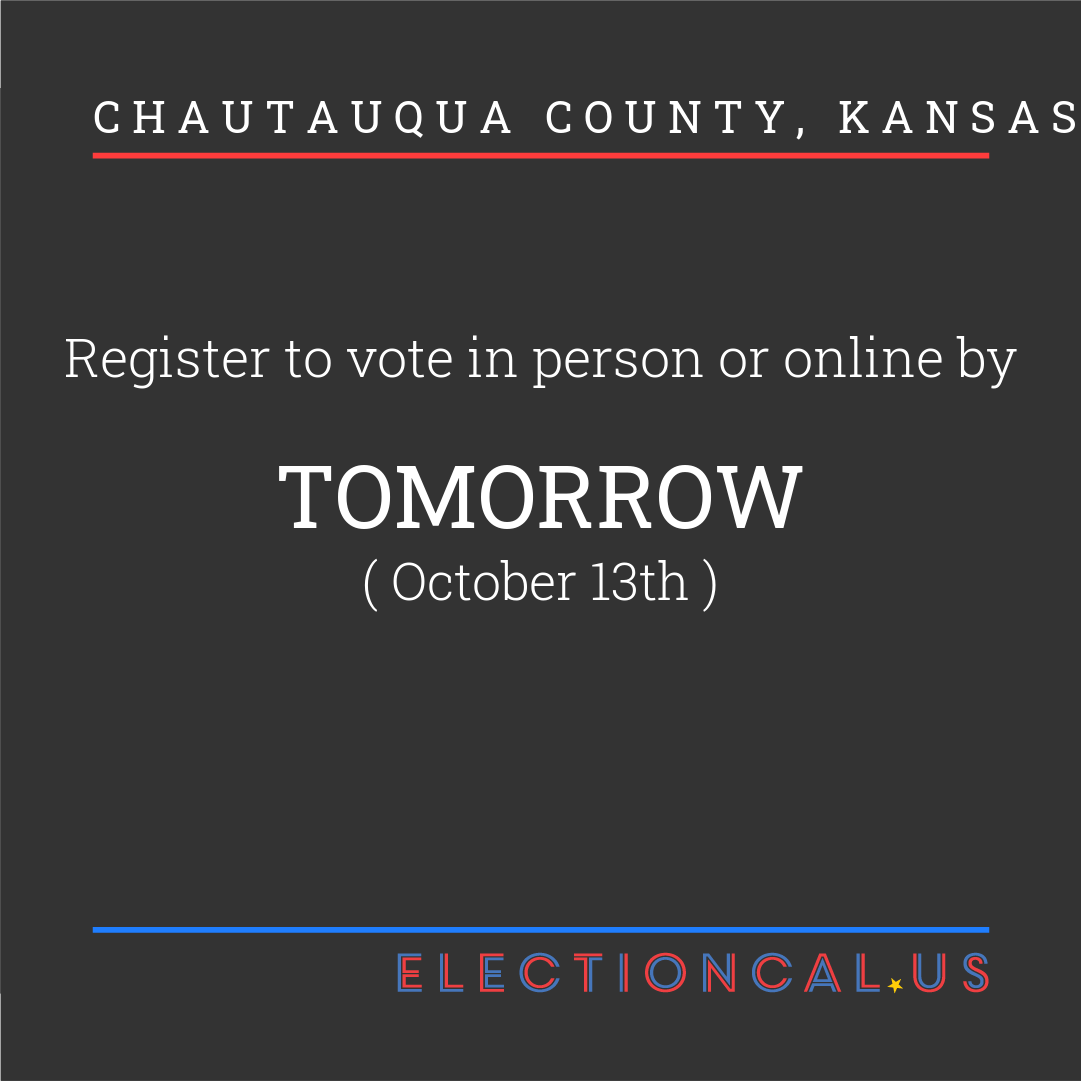 CHAUTAUQUA COUNTY, KANSAS
Register to vote in person or online by
TOMORROW
( October 13th )
ELECTIONCAL.US